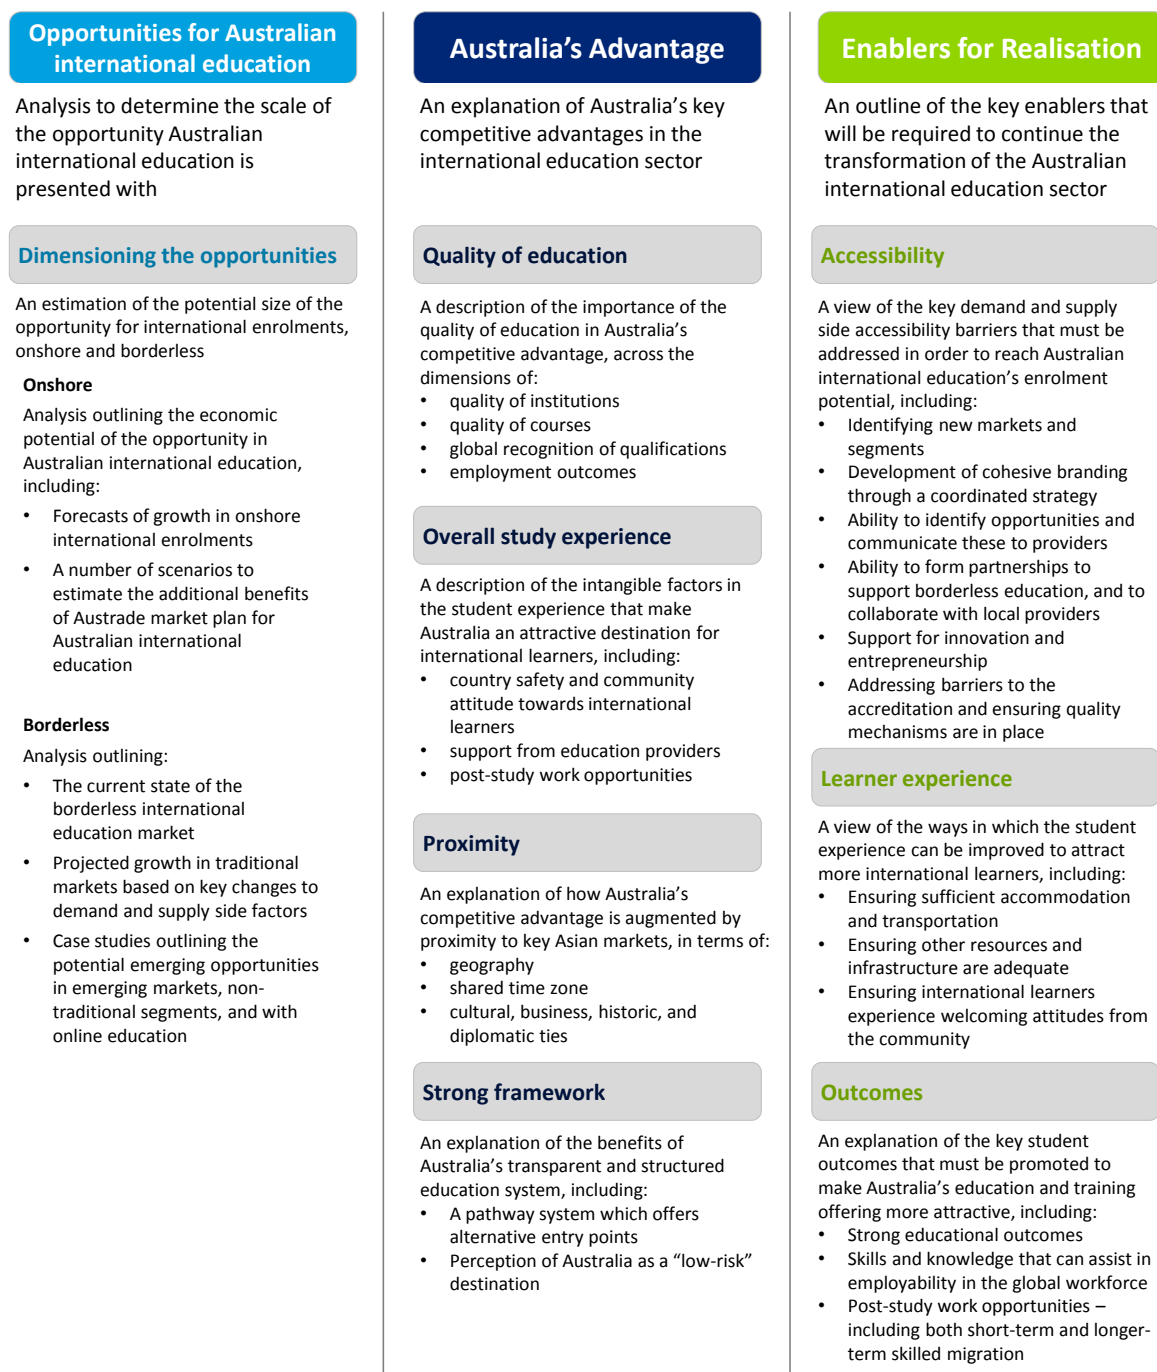 Opportunities for Australian
international education
Analysis to determine the scale of
the opportunity Australian
international education is
presented with
Dimensioning the opportunities
An estimation of the potential size of the
opportunity for international enrolments,
onshore and borderless
Onshore
Analysis outlining the economic
potential of the opportunity in
Australian international education,
including:
• Forecasts of growth in onshore
international enrolments
• A number of scenarios to
estimate the additional benefits
of Austrade market plan for
Australian international
education
Borderless
Analysis outlining:
• The current state of the
borderless international
education market
• Projected growth in traditional
markets based on key changes to
demand and supply side factors
• Case studies outlining the
potential emerging opportunities
in emerging markets, non-
traditional segments, and with
online education
Australia’s Advantage
An explanation of Australia’s key
competitive advantages in the
international education sector
Quality of education
A description of the importance of the
quality of education in Australia’s
competitive advantage, across the
dimensions of:
• quality of institutions
• quality of courses
• global recognition of qualifications
• employment outcomes
Overall study experience
A description of the intangible factors in
the student experience that make
Australia an attractive destination for
international learners, including:
• country safety and community
attitude towards international
learners
• support from education providers
• post-study work opportunities
Proximity
An explanation of how Australia’s
competitive advantage is augmented by
proximity to key Asian markets, in terms of:
• geography
• shared time zone
• cultural, business, historic, and
diplomatic ties
Strong framework
An explanation of the benefits of
Australia’s transparent and structured
education system, including:
• A pathway system which offers
alternative entry points
• Perception of Australia as a “low-risk”
destination
Enablers for Realisation
An outline of the key enablers that
will be required to continue the
transformation of the Australian
international education sector
Accessibility
A view of the key demand and supply
side accessibility barriers that must be
addressed in order to reach Australian
international education’s enrolment
potential, including:
• Identifying new markets and
segments
• Development of cohesive branding
through a coordinated strategy
• Ability to identify opportunities and
communicate these to providers
• Ability to form partnerships to
support borderless education, and to
collaborate with local providers
• Support for innovation and
entrepreneurship
• Addressing barriers to the
accreditation and ensuring quality
mechanisms are in place
Learner experience
A view of the ways in which the student
experience can be improved to attract
more international learners, including:
• Ensuring sufficient accommodation
and transportation
• Ensuring other resources and
infrastructure are adequate
• Ensuring international learners
experience welcoming attitudes from
the community
Outcomes
An explanation of the key student
outcomes that must be promoted to
make Australia’s education and training
offering more attractive, including:
• Strong educational outcomes
• Skills and knowledge that can assist in
employability in the global workforce
• Post-study work opportunities –
including both short-term and longer-
term skilled migration